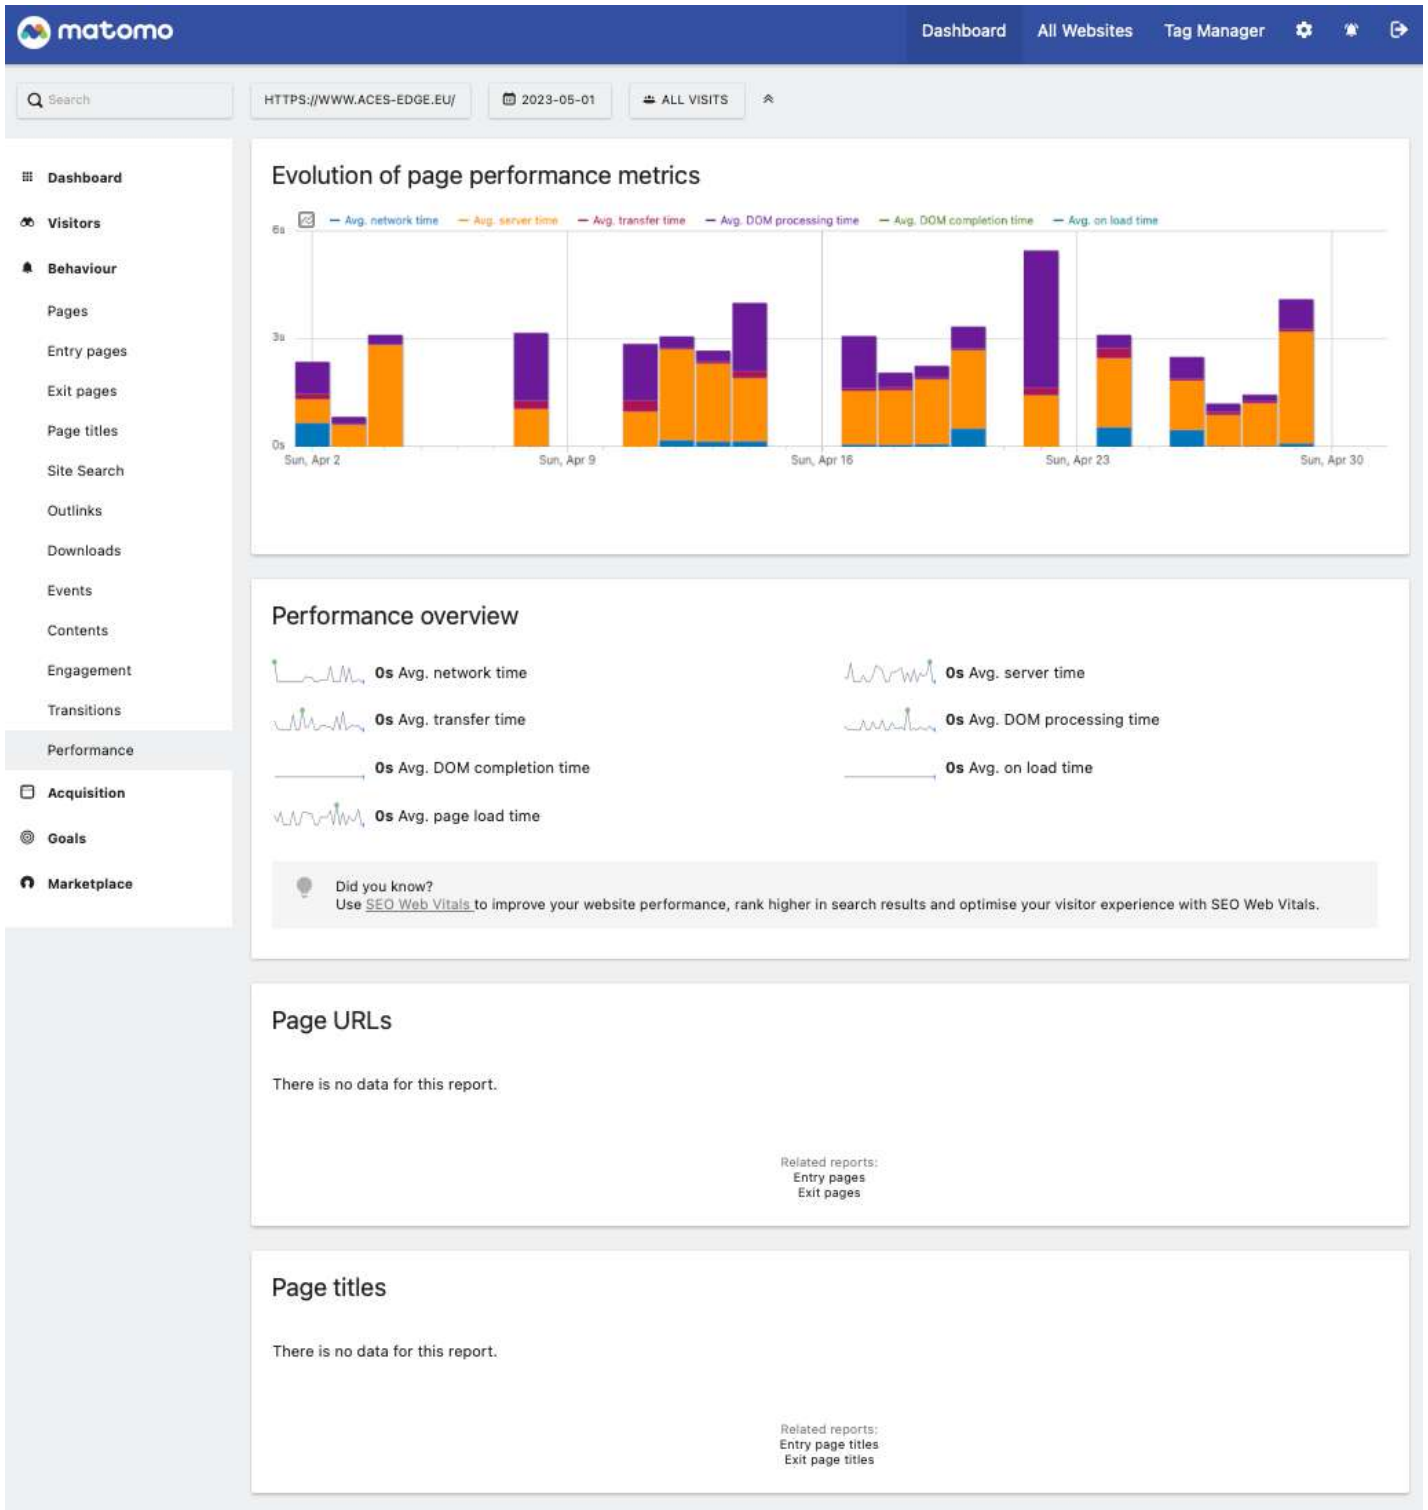 matomo
Dashboard All Websites Tag Manager
Search
HTTPS://WWW.ACES-EDGE.EU/ 2023-05-01 ALL VISITS
Dashboard
Visitors
Behaviour
Pages
Entry pages
Exit pages
Page titles
Site Search
Outlinks
Downloads
Events
Contents
Engagement
Transitions
Performance
Acquisition
Goals
Marketplace
Evolution of page performance metrics
Avg. network time Avg. server time Avg. transfer time Avg. DOM processing time Avg. DOM completion time Avg. on load time
6s
3s
0s
Sun, Apr 2 Sun, Apr 9 Sun, Apr 16 Sun, Apr 23 Sun, Apr 30
Performance overview
0s Avg. network time 0s Avg. server time
0s Avg. transfer time 0s Avg. DOM processing time
0s Avg. DOM completion time 0s Avg. on load time
0s Avg. page load time
Did you know?
Use SEO Web Vitals to improve your website performance, rank higher in search results and optimise your visitor experience with SEO Web Vitals.
Page URLs
There is no data for this report.
Related reports:
Entry pages
Exit pages
Page titles
There is no data for this report.
Related reports:
Entry page titles
Exit page titles